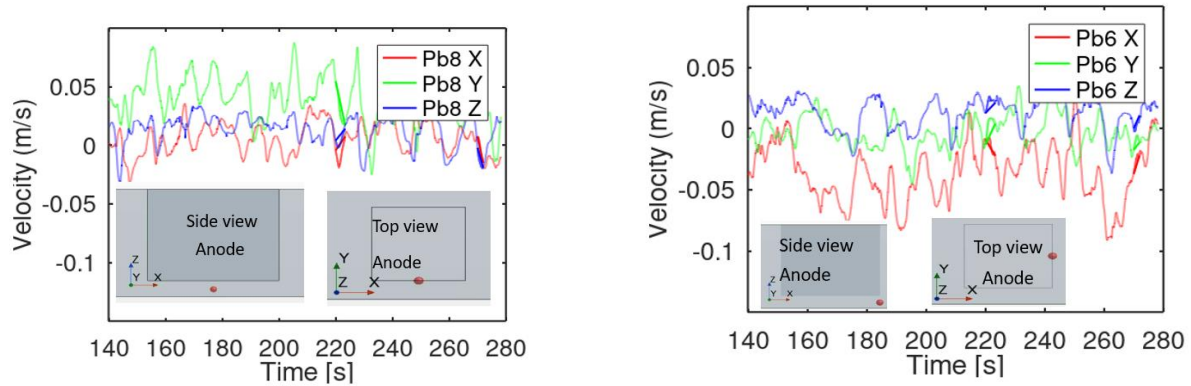 0.05
0
-0.05
-0.1
Velocity (m/s)
Pb8 X
Pb8 Y
Pb8 Z
Side view
Anode
Z
Y
X
Top view
Anode
Y
Z
X
140 160 180 200 220 240 260 280
Time [s]
0.05
0
-0.05
-0.1
Velocity (m/s)
Pb6 X
Pb6 Y
Pb6 Z
Side view
Anode
Z
Y
X
Top view
Anode
Y
Z
X
140 160 180 200 220 240 260 280
Time [s]